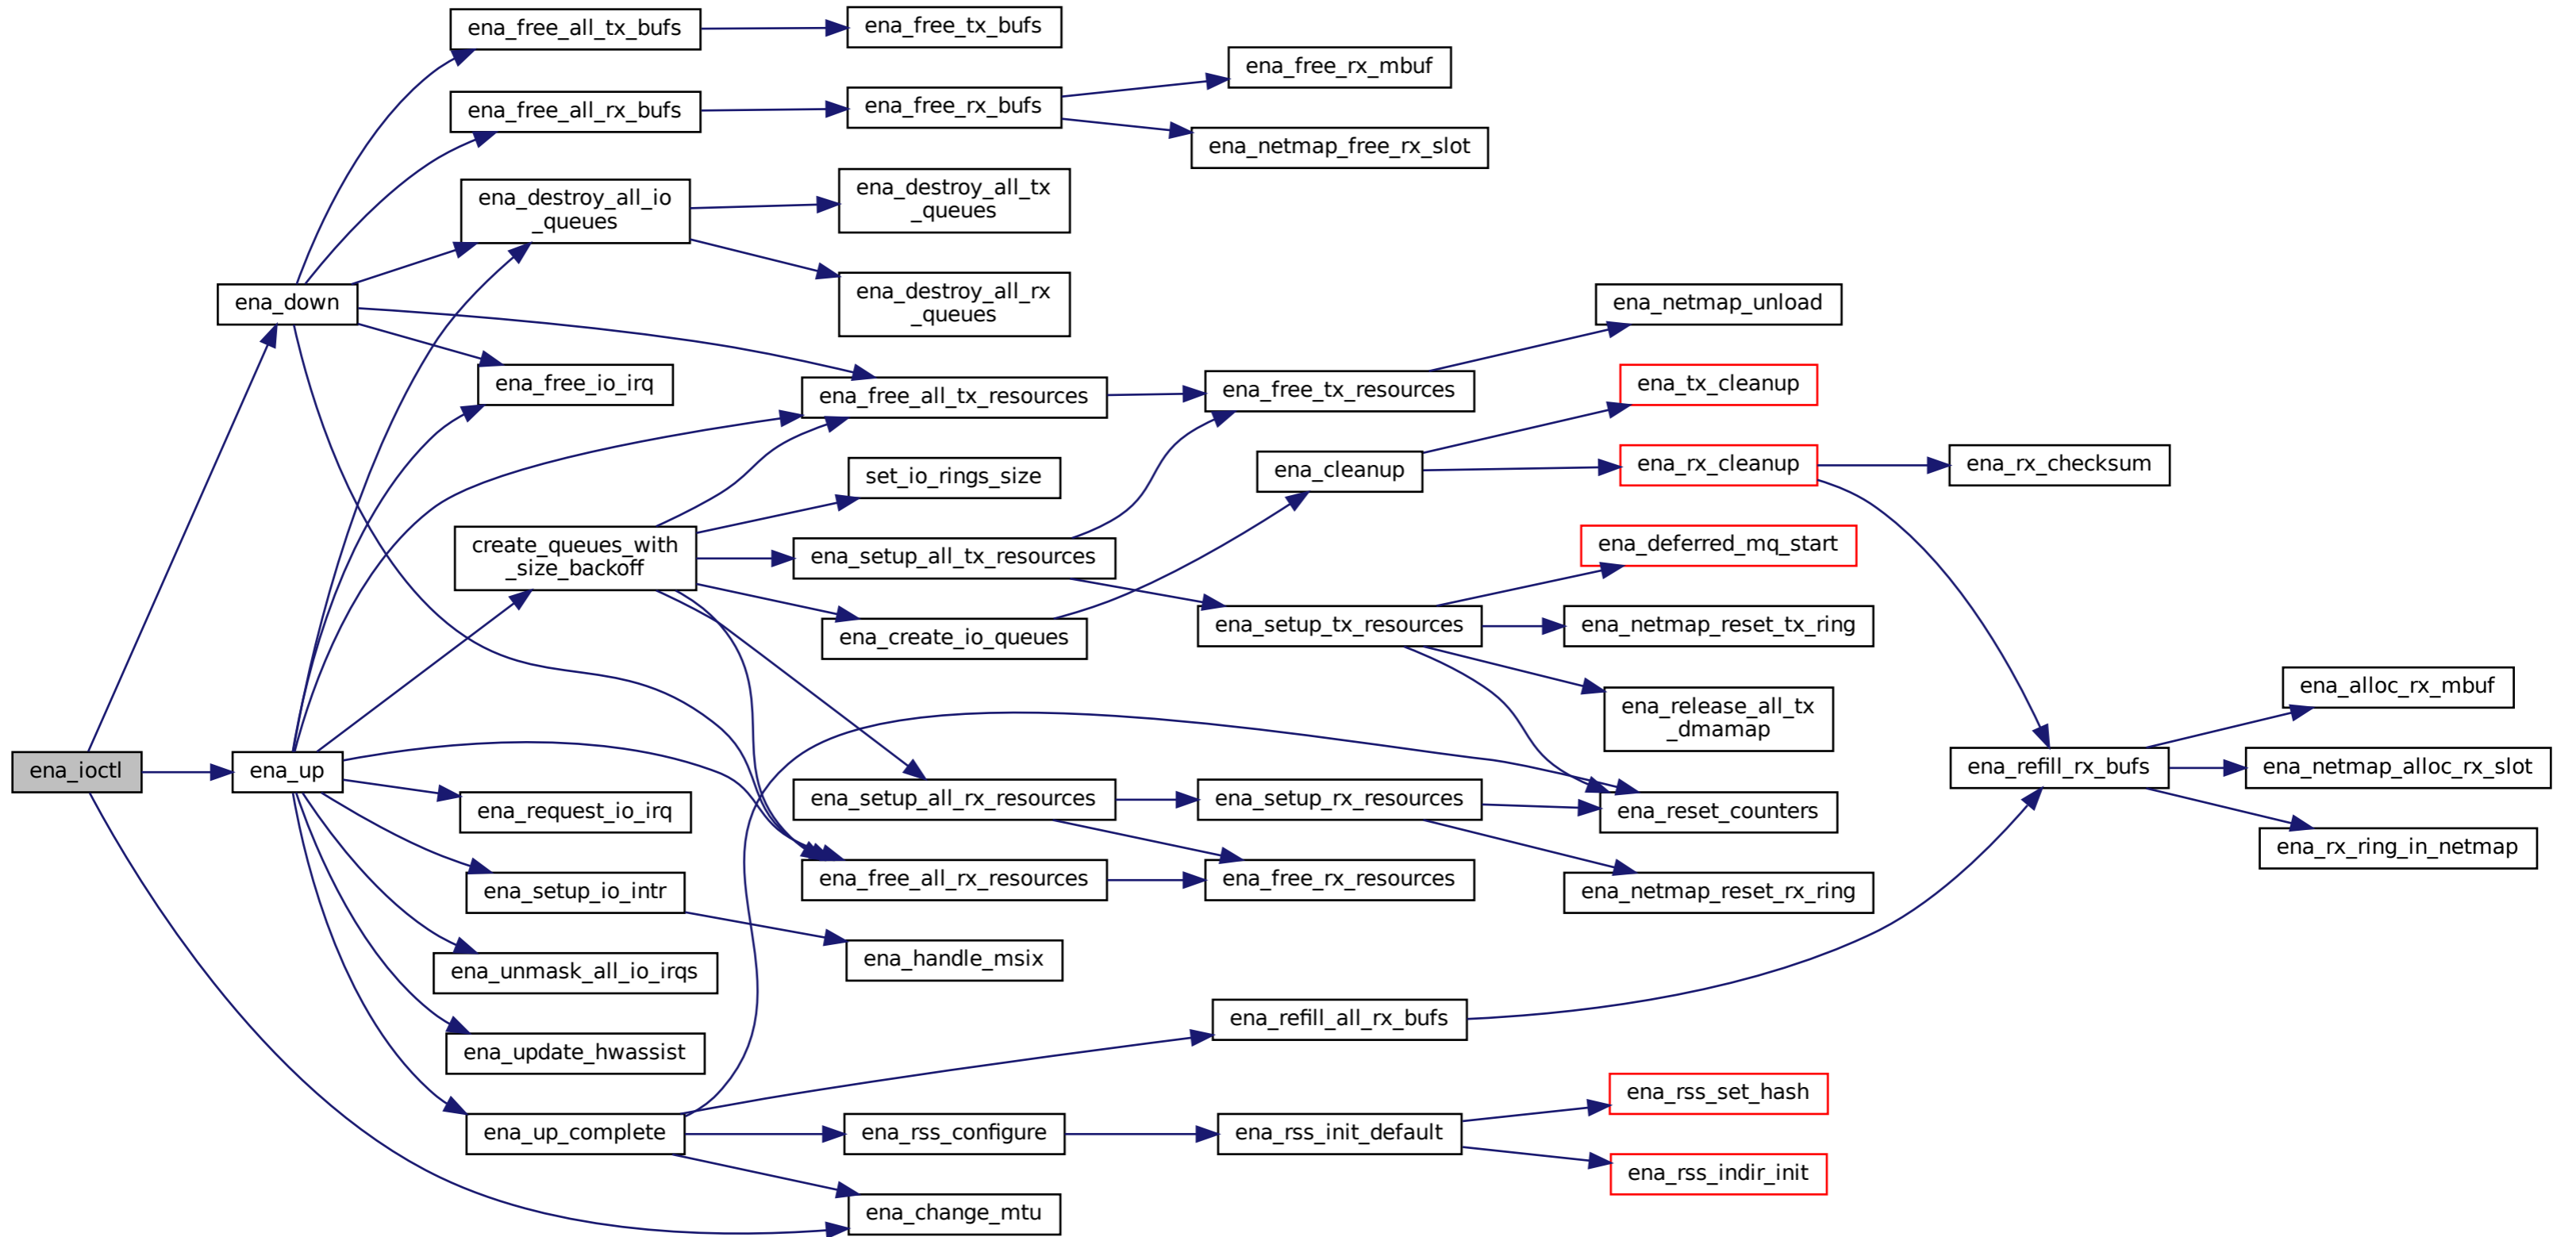 ena_free_all_tx_bufs
ena_free_tx_bufs
ena_free_rx_mbuf
ena_free_all_rx_bufs
ena_free_rx_bufs
ena_netmap_free_rx_slot
ena_destroy_all_io
_queues
ena_destroy_all_tx
_queues
ena_destroy_all_rx
_queues
ena_down
ena_netmap_unload
ena_free_io_irq
ena_free_all_tx_resources
ena_free_tx_resources
ena_tx_cleanup
set_io_rings_size
ena_cleanup
ena_rx_cleanup
ena_rx_checksum
create_queues_with
_size_backoff
ena_setup_all_tx_resources
ena_deferred_mq_start
ena_create_io_queues
ena_setup_tx_resources
ena_netmap_reset_tx_ring
ena_release_all_tx
_dmamap
ena_alloc_rx_mbuf
ena_ioctl
ena_up
ena_refill_rx_bufs
ena_netmap_alloc_rx_slot
ena_request_io_irq
ena_setup_all_rx_resources
ena_setup_rx_resources
ena_reset_counters
ena_rx_ring_in_netmap
ena_setup_io_intr
ena_free_all_rx_resources
ena_free_rx_resources
ena_netmap_reset_rx_ring
ena_unmask_all_io_irqs
ena_handle_msix
ena_update_hwassist
ena_refill_all_rx_bufs
ena_rss_set_hash
ena_up_complete
ena_rss_configure
ena_rss_init_default
ena_rss_indir_init
ena_change_mtu